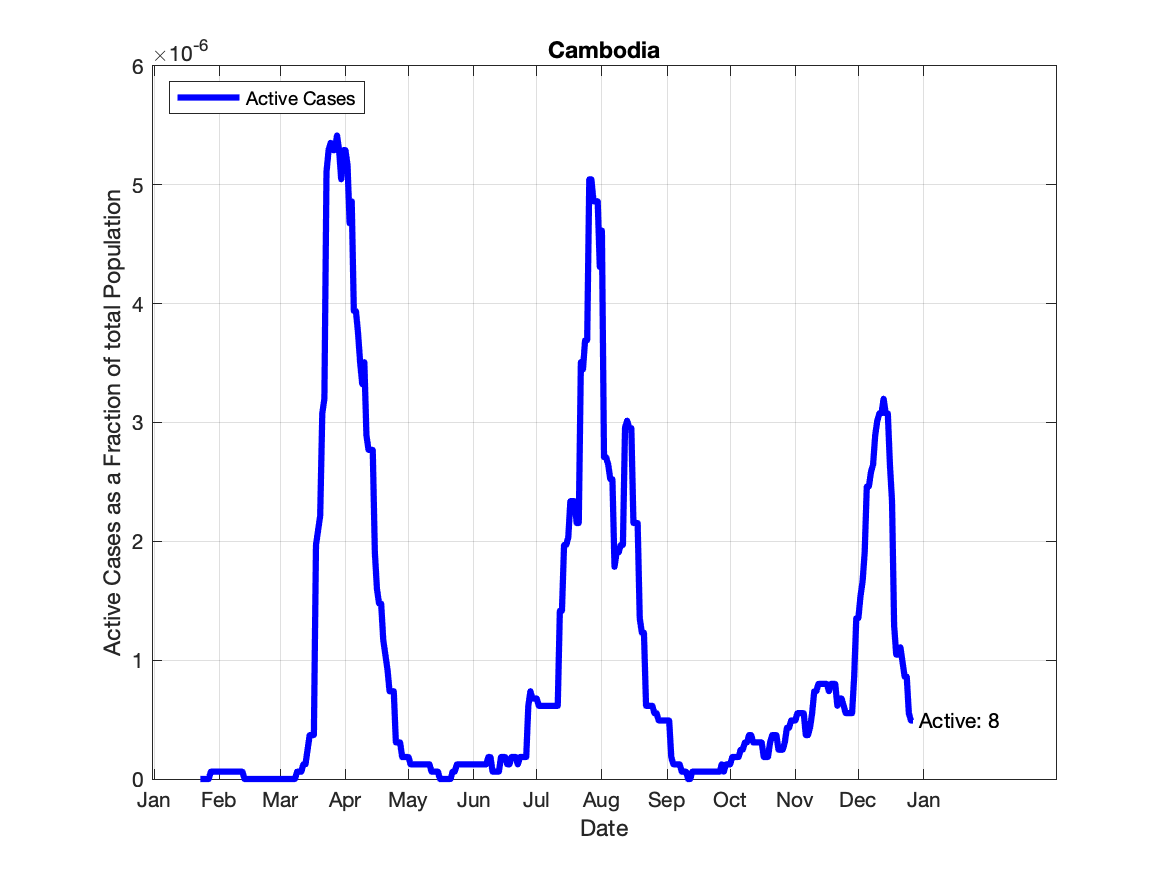 Cambodia
×10^-6
Active Cases
6
5
4
3
2
1
0
Active Cases as a Fraction of total Population
Active: 8
Jan Feb Mar Apr May Jun Jul Aug Sep Oct Nov Dec Jan
Date